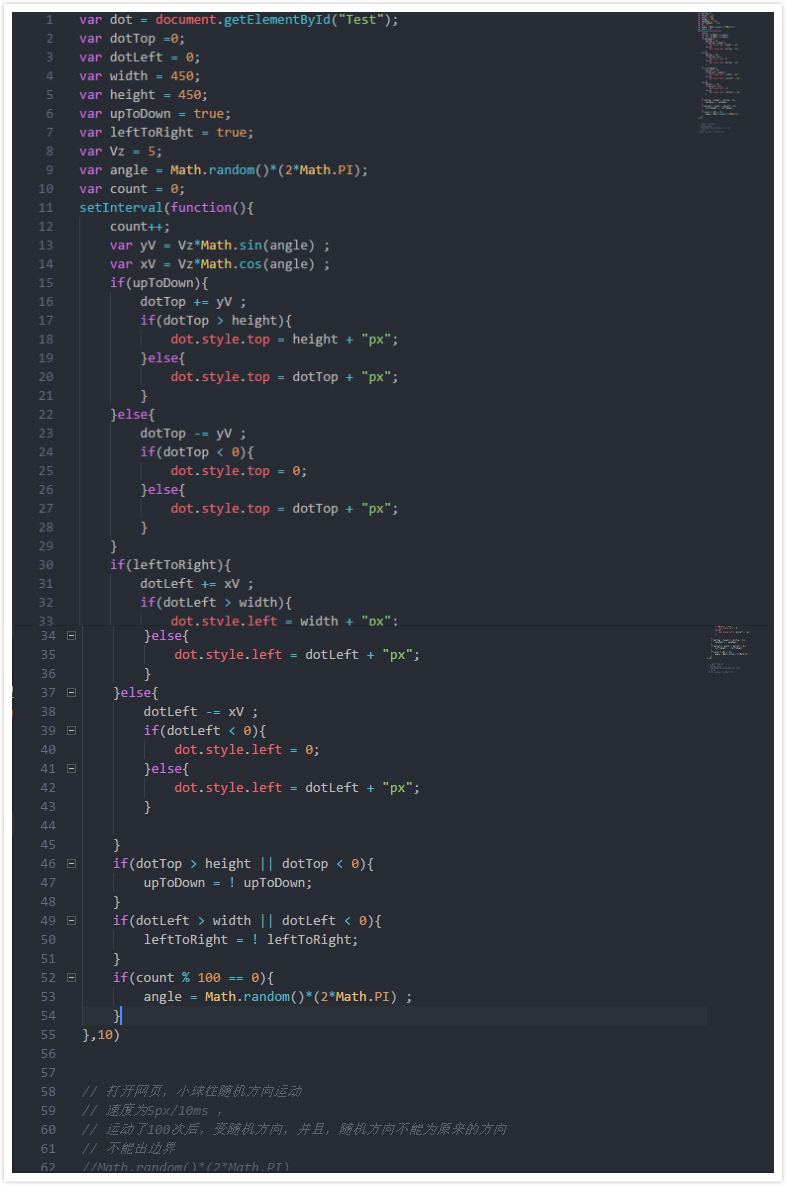 1 var dot = document.getElementById("Test");
2 var dotTop =0;
3 var dotLeft = 0;
4 var width = 450;
5 var height = 450;
6 var upToDown = true;
7 var leftToRight = true;
8 var Vz = 5;
9 var angle = Math.random()*(2*Math.PI);
10 var count = 0;
11 setInterval(function(){
12 count++;
13 var yV = Vz*Math.sin(angle) ;
14 var xV = Vz*Math.cos(angle) ;
15 if(upToDown){
16 dotTop += yV ;
17 if(dotTop > height){
18 dot.style.top = height + "px";
19 }else{
20 dot.style.top = dotTop + "px";
21 }
22 }else{
23 dotTop -= yV ;
24 if(dotTop < 0){
25 dot.style.top = 0;
26 }else{
27 dot.style.top = dotTop + "px";
28 }
29 }
30 if(leftToRight){
31 dotLeft += xV ;
32 if(dotLeft > width){
33 dot.style.left = width + "px";
34 }else{
35 dot.style.left = dotLeft + "px";
36 }
37 }else{
38 dotLeft -= xV ;
39 if(dotLeft < 0){
40 dot.style.left = 0;
41 }else{
42 dot.style.left = dotLeft + "px";
43 }
44
45 }
46 if(dotTop > height || dotTop < 0){
47 upToDown = ! upToDown;
48 }
49 if(dotLeft > width || dotLeft < 0){
50 leftToRight = ! leftToRight;
51 }
52 if(count % 100 == 0){
53 angle = Math.random()*(2*Math.PI) ;
54 }
55 },10)
56
57
58 // 打开网页，小球往随机方向运动
59 // 速度为5px/10ms ，
60 // 运动了100次后，变随机方向，并且，随机方向不能为原来的方向
61 // 不能出边界
62 //Math.random()*(2*Math.PI)